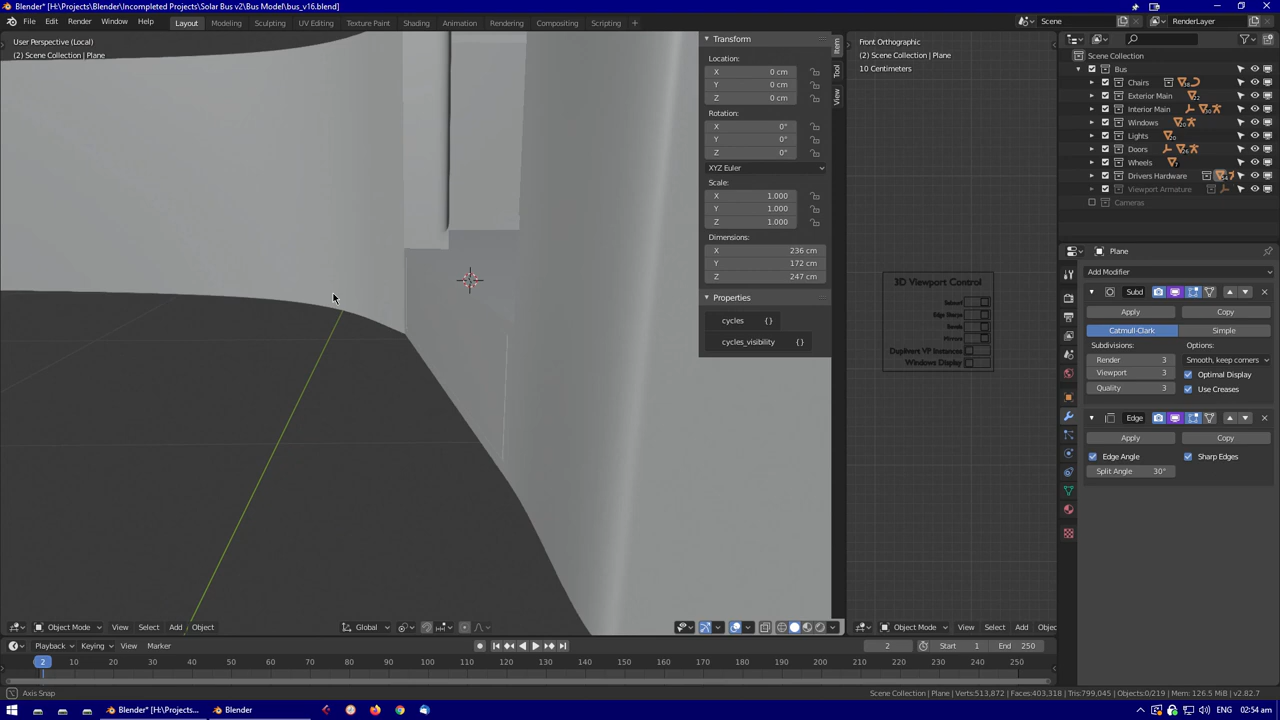 Blender* [H:\Projects\Blender\Incompleted Projects\Solar Bus v2\Bus Model\bus_v16.blend]
File Edit Render Window Help Layout Modeling Sculpting UV Editing Texture Paint Shading Animation Rendering Compositing Scripting Scene RenderLayer
User Perspective (Local)
(2) Scene Collection | Plane
Transform
Location:
X 0 cm
Y 0 cm
Z 0 cm
Rotation:
X 0°
Y 0°
Z 0°
XYZ Euler
Scale:
X 1.000
Y 1.000
Z 1.000
Dimensions:
X 236 cm
Y 172 cm
Z 247 cm
Properties
cycles {}
cycles_visibility {}
Item
Tool
View
Front Orthographic
(2) Scene Collection | Plane
10 Centimeters
3D Viewport Control
Subsurf
Edge Sharps
Bevels
Mirrors
Duplivert VP Instances
Windows Display
Scene Collection
Bus
Chairs
Exterior Main
Interior Main
Windows
Lights
Doors
Wheels
Drivers Hardware
Viewport Armature
Cameras
Plane
Add Modifier
Subd
Apply Copy
Catmull-Clark Simple
Subdivisions: Options:
Render 3 Smooth, keep corners
Viewport 3 Optimal Display
Quality 3 Use Creases
Edge
Apply Copy
Edge Angle Sharp Edges
Split Angle 30°
Object Mode View Select Add Object Global
Object Mode View Select Add Object
Playback Keying View Marker 2 Start 1 End 250
2 10 20 30 40 50 60 70 80 90 100 110 120 130 140 150 160 170 180 190 200 210 220 230 240 250
Axis Snap Scene Collection | Plane | Verts:513,872 | Faces:403,318 | Tris:799,045 | Objects:0/219 | Mem: 126.5 MiB | v2.82.7
Blender* [H:\Projects... Blender ENG 02:54 am